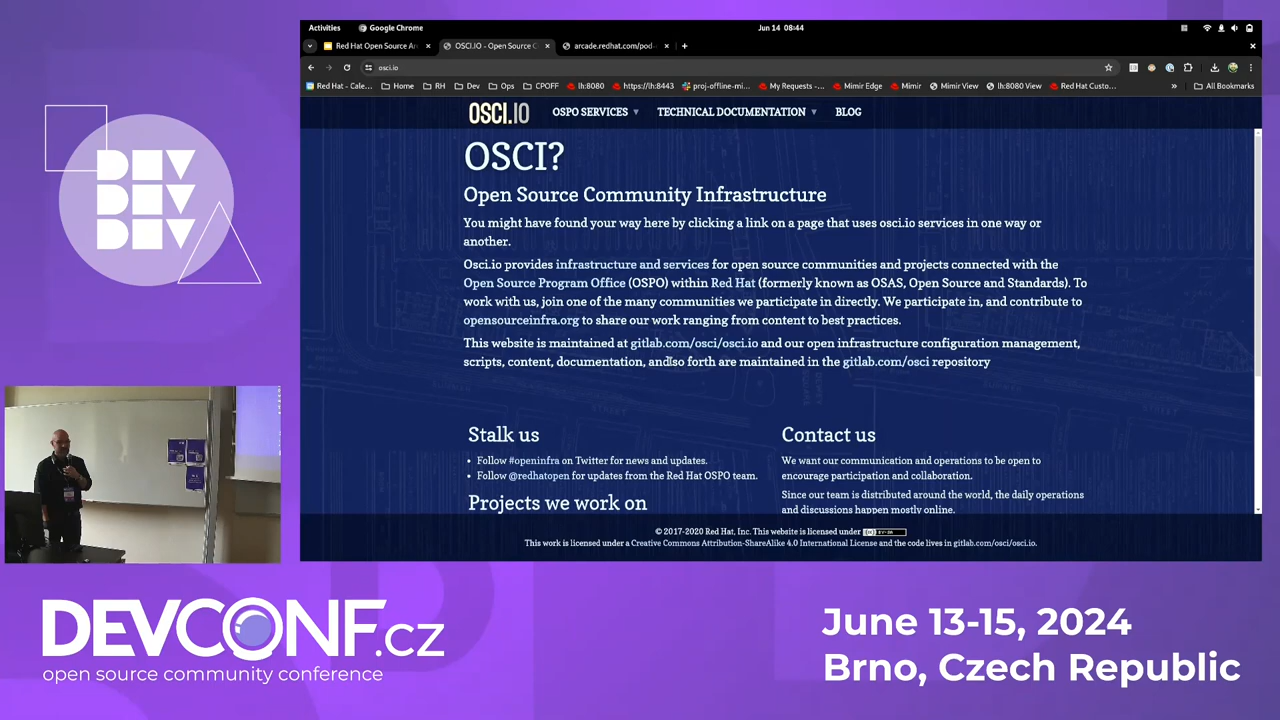 Activities
Google Chrome
Jun 14 08:44
Red Hat Open Source Ar
OSCI.IO - Open Source C
arcade.redhat.com/pod-
osci.io
Red Hat - Cale...
Home
RH
Dev
Ops
CPOFF
lh:8080
https://lh:8443
proj-offline-mi...
My Requests -...
Mimir Edge
Mimir
Mimir View
lh:8080 View
Red Hat Custo...
»
All Bookmarks
OSCI.IO
OSPO SERVICES
TECHNICAL DOCUMENTATION
BLOG
OSCI?
Open Source Community Infrastructure
You might have found your way here by clicking a link on a page that uses osci.io services in one way or
another.
Osci.io provides infrastructure and services for open source communities and projects connected with the
Open Source Program Office (OSPO) within Red Hat (formerly known as OSAS, Open Source and Standards). To
work with us, join one of the many communities we participate in directly. We participate in, and contribute to
opensourceinfra.org to share our work ranging from content to best practices.
This website is maintained at gitlab.com/osci/osci.io and our open infrastructure configuration management,
scripts, content, documentation, and so forth are maintained in the gitlab.com/osci repository
Stalk us
• Follow #openinfra on Twitter for news and updates.
• Follow @redhatopen for updates from the Red Hat OSPO team.
Projects we work on
Contact us
We want our communication and operations to be open to
encourage participation and collaboration.
Since our team is distributed around the world, the daily operations
and discussions happen mostly online.
© 2017-2020 Red Hat, Inc. This website is licensed under
This work is licensed under a Creative Commons Attribution-ShareAlike 4.0 International License and the code lives in gitlab.com/osci/osci.io.
DEV
DEV
DEV
DEVCONF.cz
open source community conference
June 13-15, 2024
Brno, Czech Republic